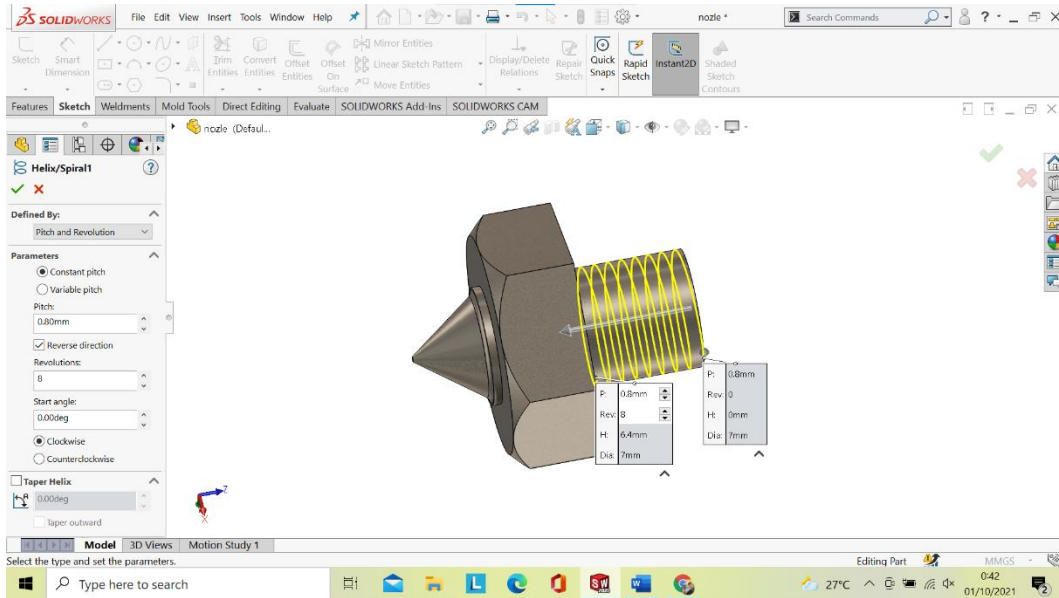 SOLIDWORKS File Edit View Insert Tools Window Help nozle * Search Commands ?
Sketch Smart Dimension Trim Entities Convert Entities Offset Entities Offset On Surface Mirror Entities Linear Sketch Pattern Move Entities Display/Delete Relations Repair Sketch Quick Snaps Rapid Sketch Instant2D Shaded Sketch Contours
Features Sketch Weldments Mold Tools Direct Editing Evaluate SOLIDWORKS Add-Ins SOLIDWORKS CAM
nozle (Defaul...
Helix/Spiral1 ?
Defined By:
Pitch and Revolution
Parameters
Constant pitch
Variable pitch
Pitch:
0.80mm
Reverse direction
Revolutions:
8
Start angle:
0.00deg
Clockwise
Counterclockwise
Taper Helix
0.00deg
Taper outward
P: 0.8mm
Rev: 8
H: 6.4mm
Dia: 7mm
P: 0.8mm
Rev: 0
H: 0mm
Dia: 7mm
Z
X
Model 3D Views Motion Study 1
Select the type and set the parameters. Editing Part MMGS
Type here to search 27°C 0:42
01/10/2021